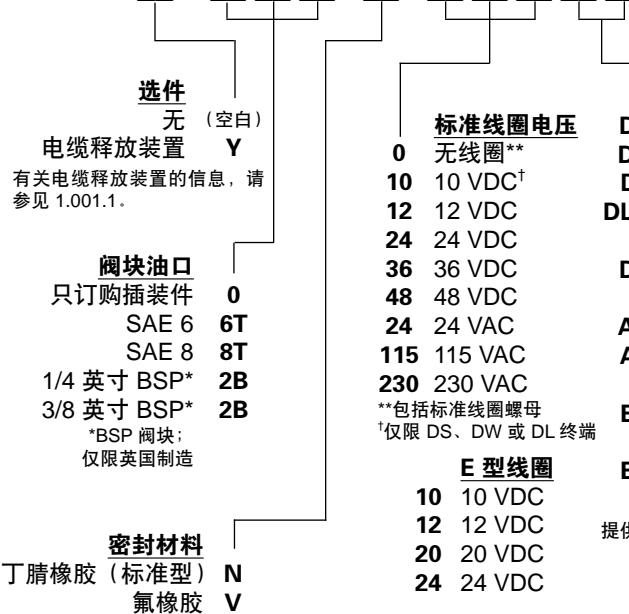 选件
无 （空白）
电缆释放装置 Y
有关电缆释放装置的信息，请
参见 1.001.1。
阀块油口
只订购插装件 0
SAE 6 6T
SAE 8 8T
1/4 英寸 BSP* 2B
3/8 英寸 BSP* 2B
*BSP 阀块；
仅限英国制造
密封材料
丁腈橡胶（标准型） N
氟橡胶 V
标准线圈电压
0 无线圈**
10 10 VDC†
12 12 VDC
24 24 VDC
36 36 VDC
48 48 VDC
24 24 VAC
115 115 VAC
230 230 VAC
**包括标准线圈螺母
†仅限 DS、DW 或 DL 终端
E 型线圈
10 10 VDC
12 12 VDC
20 20 VDC
24 24 VDC
DL
提供